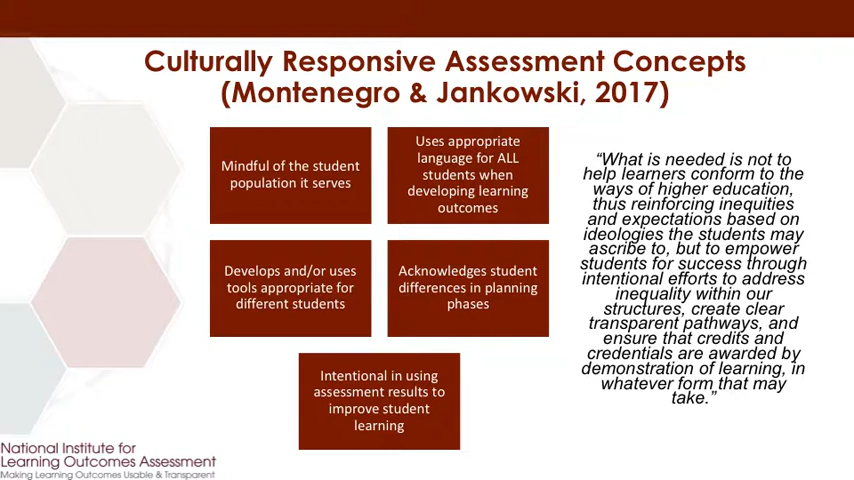 Culturally Responsive Assessment Concepts
(Montenegro & Jankowski, 2017)
Mindful of the student
population it serves
Uses appropriate
language for ALL
students when
developing learning
outcomes
Develops and/or uses
tools appropriate for
different students
Acknowledges student
differences in planning
phases
Intentional in using
assessment results to
improve student
learning
“What is needed is not to
help learners conform to the
ways of higher education,
thus reinforcing inequities
and expectations based on
ideologies the students may
ascribe to, but to empower
students for success through
intentional efforts to address
inequality within our
structures, create clear
transparent pathways, and
ensure that credits and
credentials are awarded by
demonstration of learning, in
whatever form that may
take.”
National Institute for
Learning Outcomes Assessment
Making Learning Outcomes Usable & Transparent